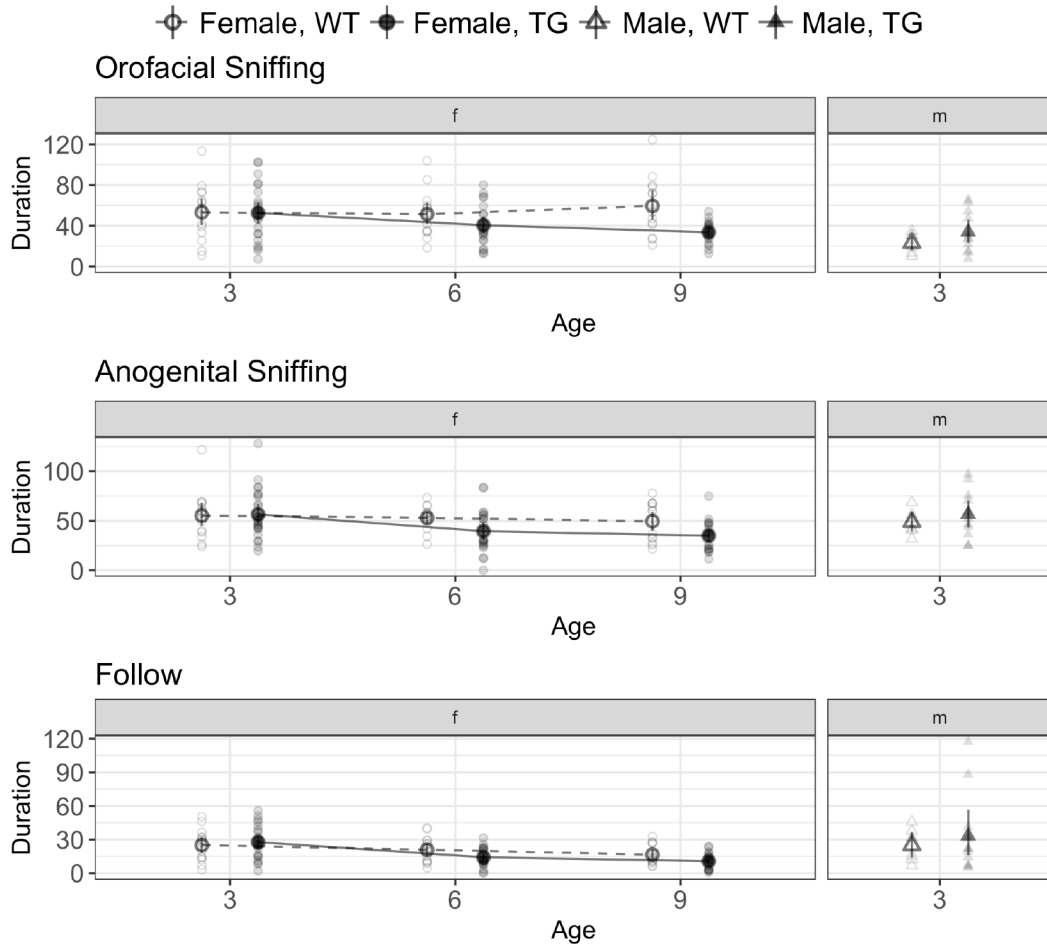 Female, WT Female, TG Male, WT Male, TG
Orofacial Sniffing
f m
120
80
40
0
Duration
3 6 9 3
Age
Anogenital Sniffing
f m
100
50
0
Duration
3 6 9 3
Age
Follow
f m
120
90
60
30
0
Duration
3 6 9 3
Age